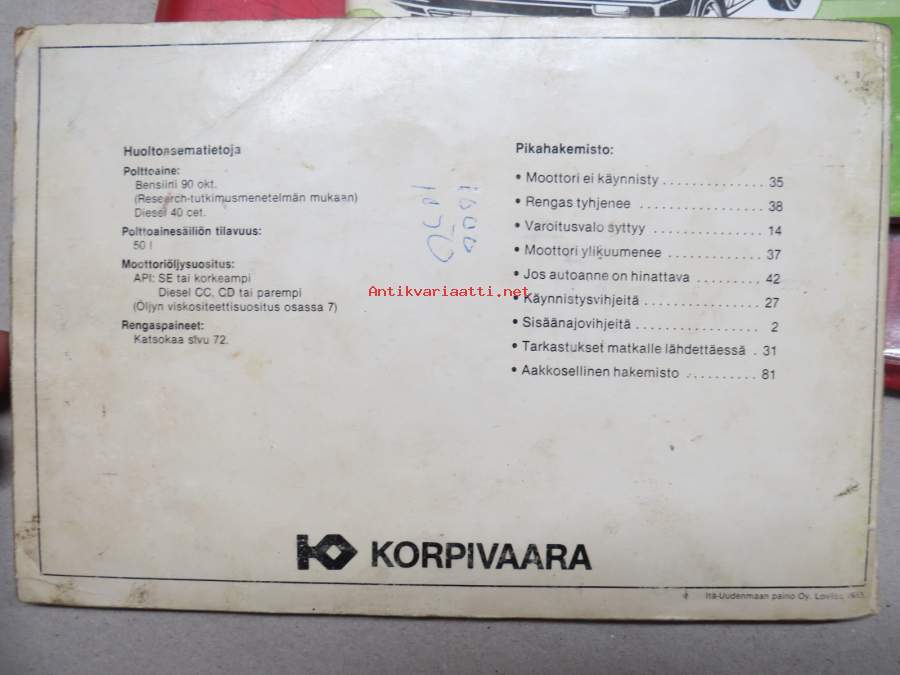 Huoltoasematietoja
Polttoaine:
Bensiini 90 okt.
(Research-tutkimusmenetelmän mukaan)
Diesel 40 cet.
Polttoainesäiliön tilavuus:
50 l
Moottoriöljysuositus:
API: SE tai korkeampi
Diesel CC, CD tai parempi
(Öljyn viskositeettisuositus osassa 7)
Rengaspaineet:
Katsokaa sivu 72.
Pikahakemisto:
• Moottori ei käynnisty . . . . . . . . . . . . . . . 35
• Rengas tyhjenee . . . . . . . . . . . . . . . . . . 38
• Varoitusvalo syttyy . . . . . . . . . . . . . . . . . 14
• Moottori ylikuumenee . . . . . . . . . . . . . . 37
• Jos autoanne on hinattava . . . . . . . . . . 42
• Käynnistysvihjeitä . . . . . . . . . . . . . . . . . 27
• Sisäänajovihjeitä . . . . . . . . . . . . . . . . . . 2
• Tarkastukset matkalle lähdettäessä . 31
• Aakkosellinen hakemisto . . . . . . . . . . . 81
1600
Antikvariaatti.net
KORPIVAARA
Itä-Uudenmaan paino Oy, Loviisa